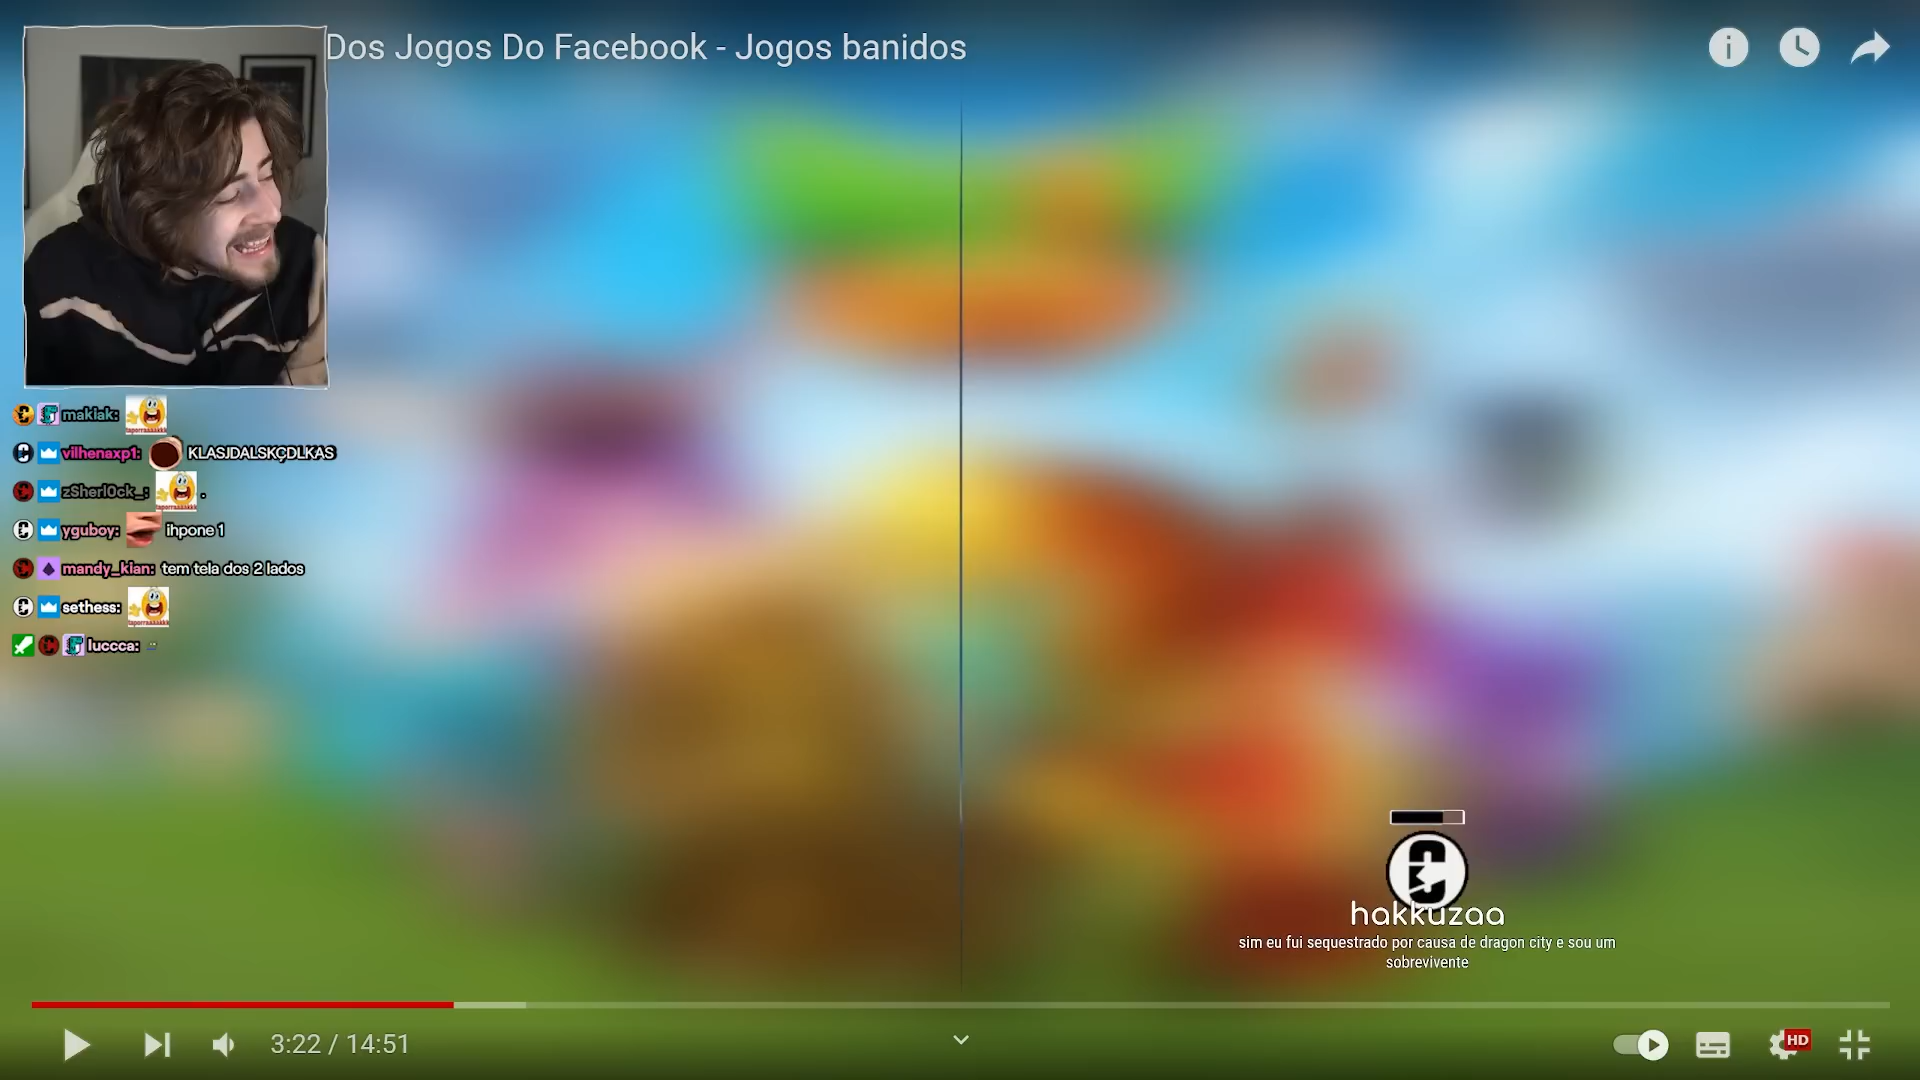 Dos Jogos Do Facebook - Jogos banidos
makiak:
vilhenaxp1: KLASJDALSKÇDLKAS
zSherl0ck_: .
yguboy: ihpone 1
mandy_kian: tem tela dos 2 lados
sethess:
luccca:
hakkuzaa
sim eu fui sequestrado por causa de dragon city e sou um
sobrevivente
3:22 / 14:51
HD